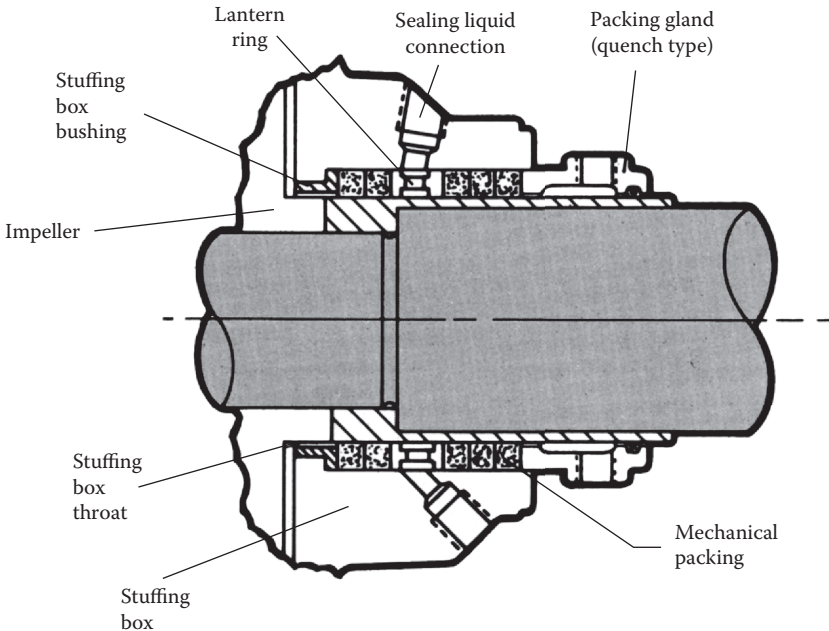 Lantern
ring
Sealing liquid
connection
Packing gland
(quench type)
Stuffing
box
bushing
Impeller
Stuffing
box
throat
Mechanical
packing
Stuffing
box